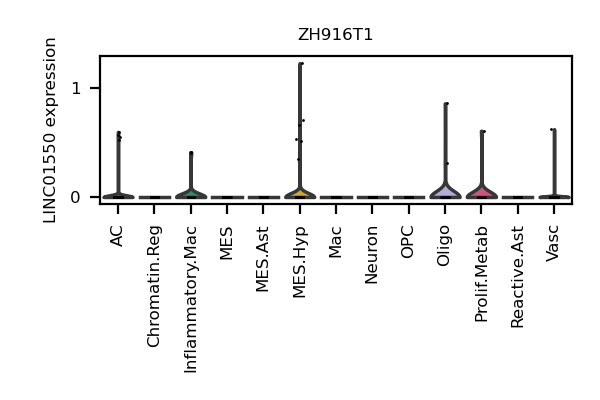 ZH916T1
LINC01550 expression
1
0
AC
Chromatin.Reg
Inflammatory.Mac
MES
MES.Ast
MES.Hyp
Mac
Neuron
OPC
Oligo
Prolif.Metab
Reactive.Ast
Vasc